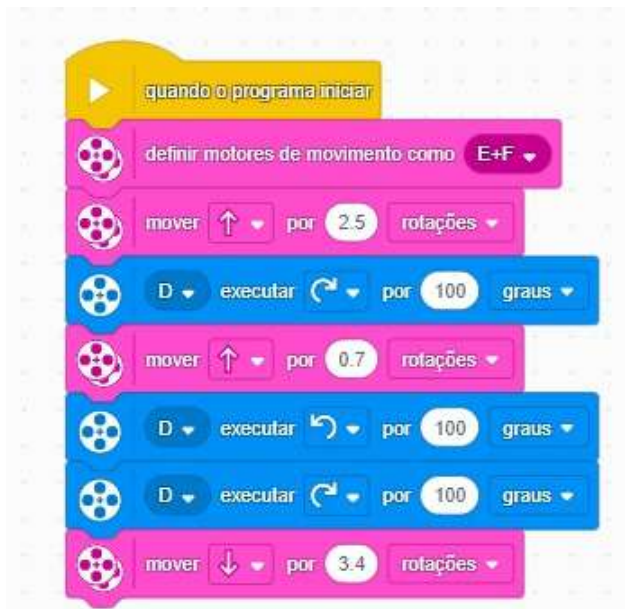 quando o programa iniciar
definir motores de movimento como E+F
mover por 2.5 rotações
D executar por 100 graus
mover por 0.7 rotações
D executar por 100 graus
D executar por 100 graus
mover por 3.4 rotações